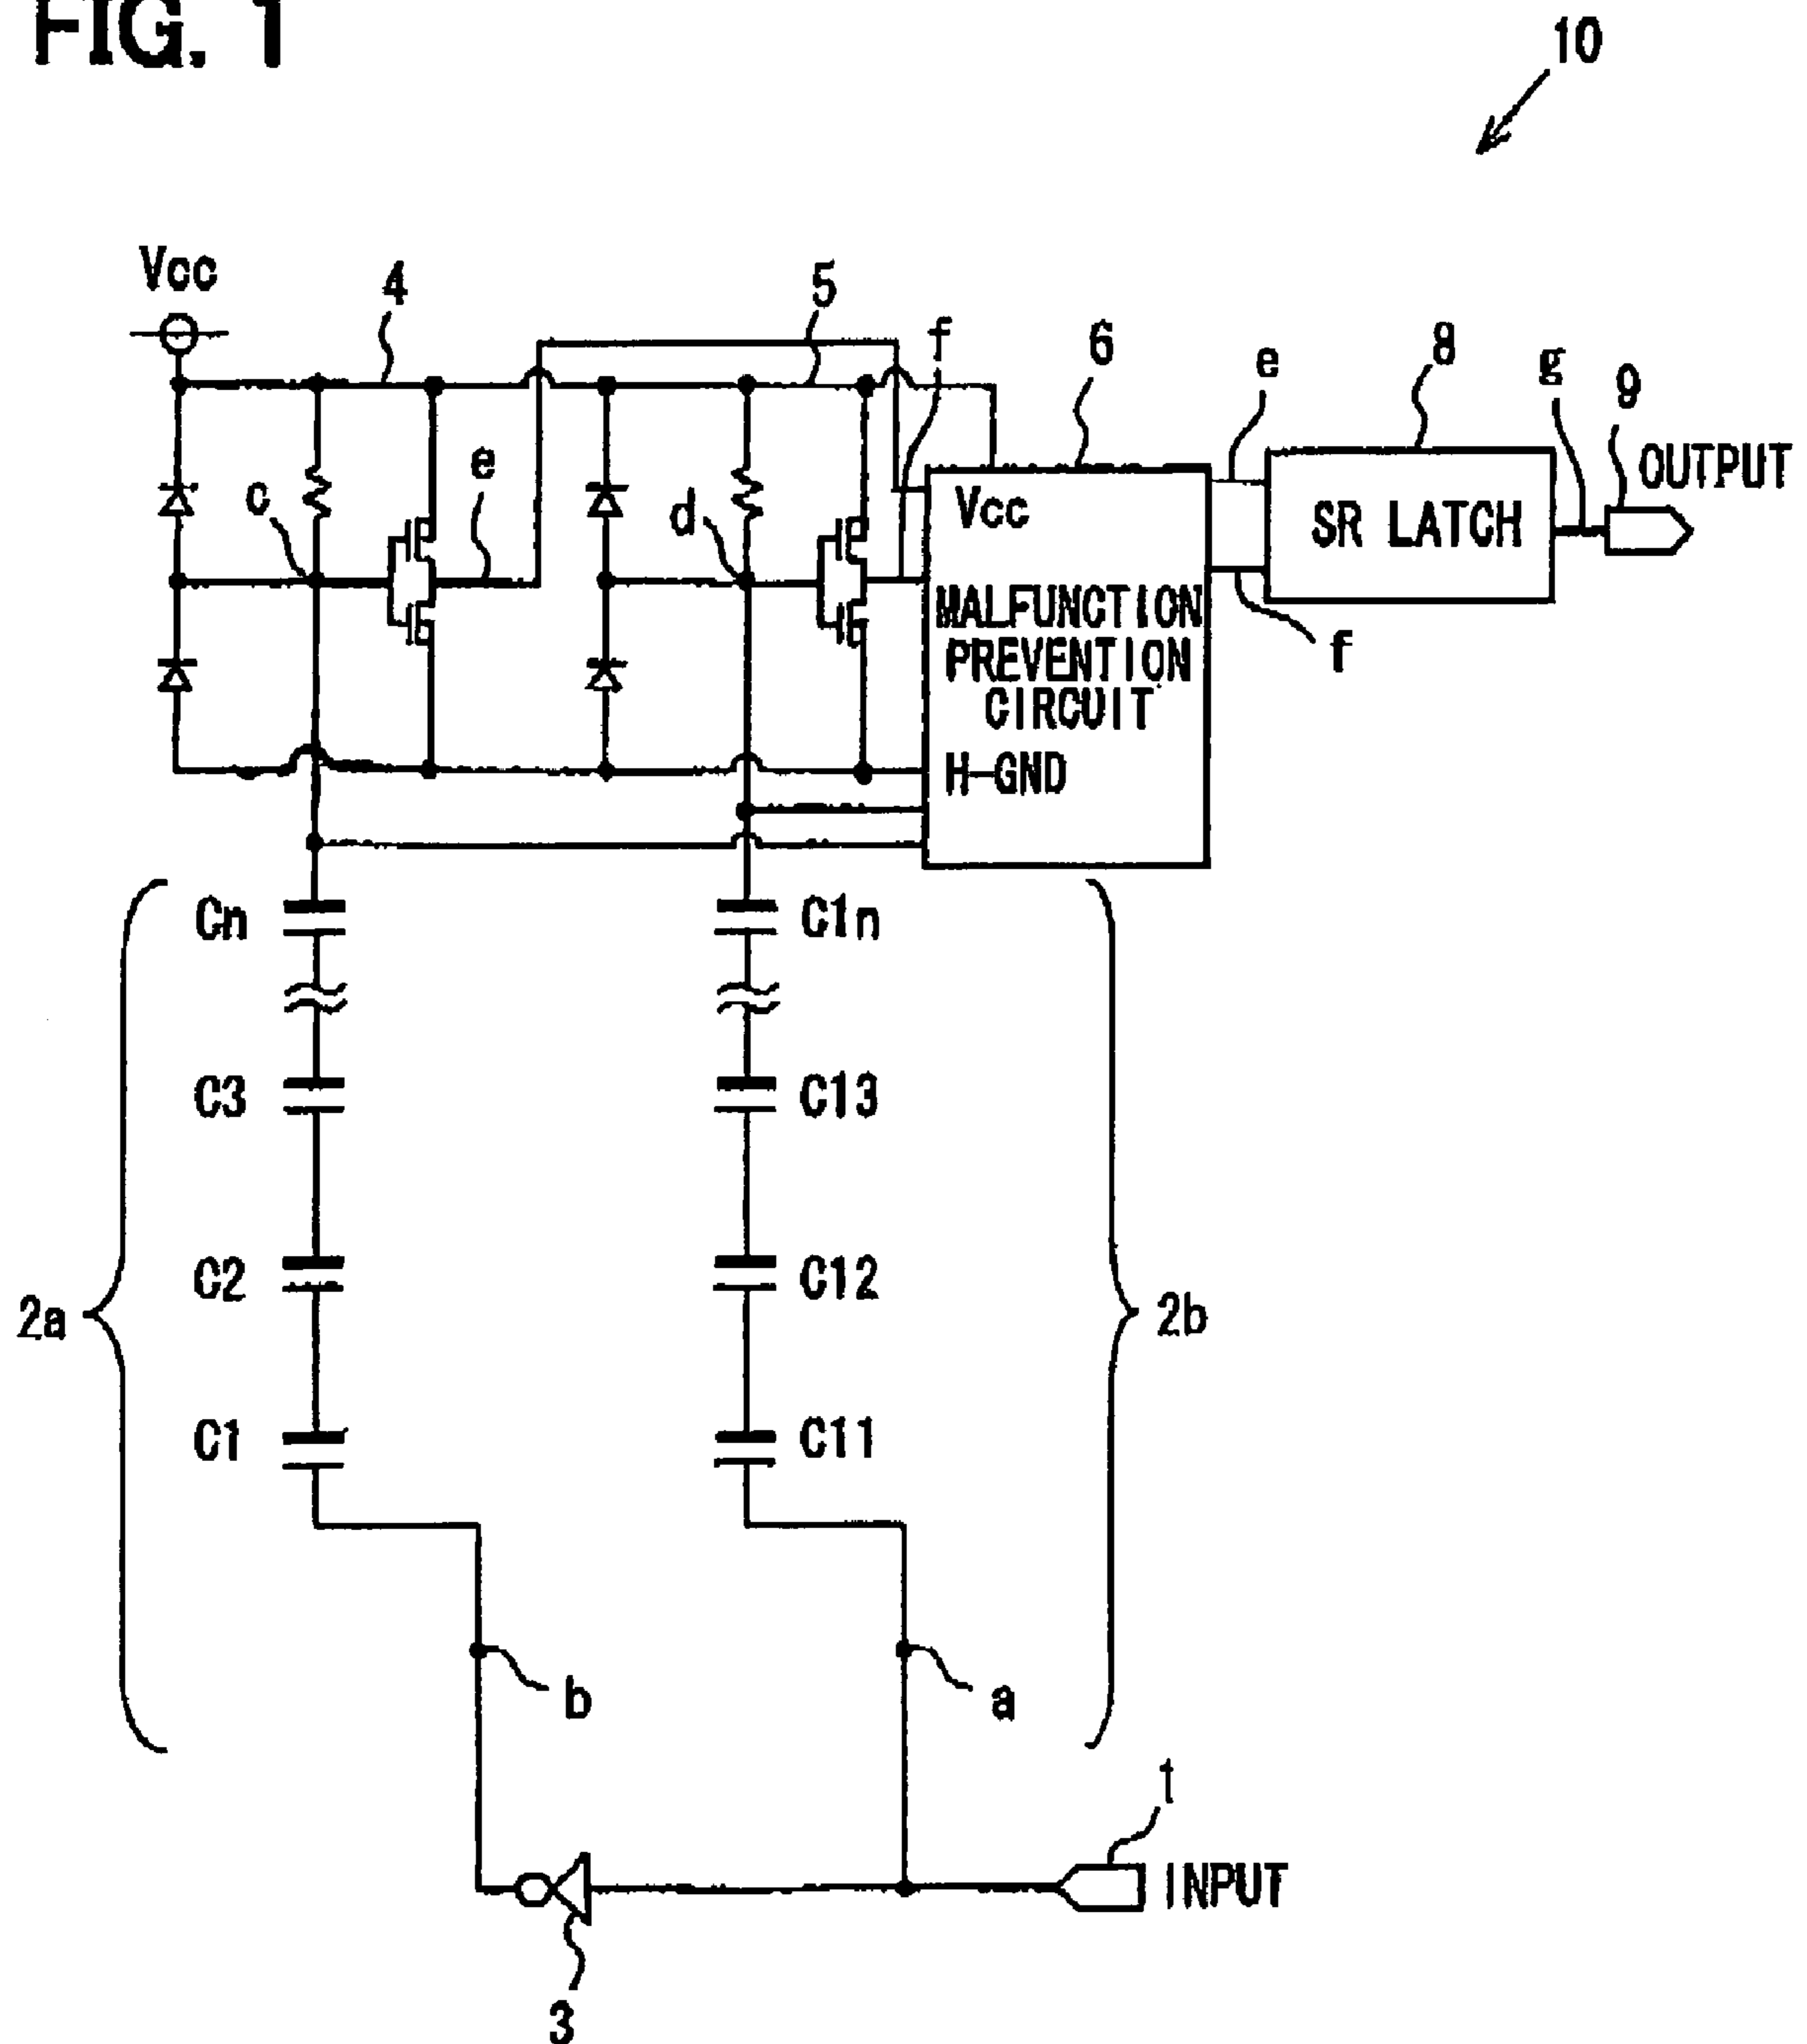 FIG. 1
10
Vcc
4
5
f
6
e
8
g
9
OUTPUT
c
e
d
Vcc
SR LATCH
MALFUNCTION
PREVENTION
CIRCUIT
f
H-GND
Cn
C1n
C3
C13
C2
C12
2a
2b
C1
C11
b
a
1
INPUT
3